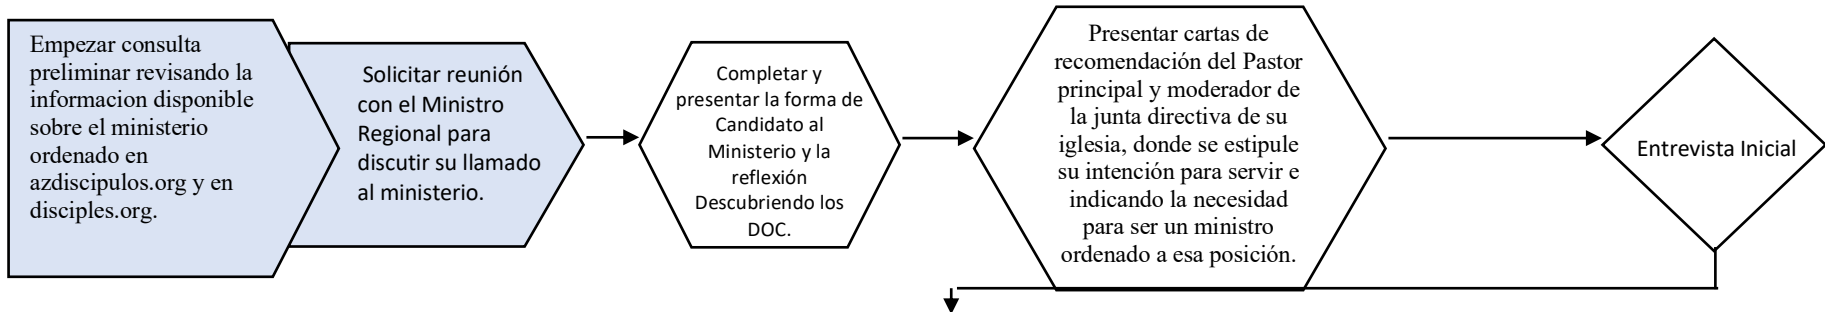 Empezar consulta
preliminar revisando la
informacion disponible
sobre el ministerio
ordenado en
azdiscipulos.org y en
disciples.org.
Solicitar reunión
con el Ministro
Regional para
discutir su llamado
al ministerio.
Completar y
presentar la forma de
Candidato al
Ministerio y la
reflexión
Descubriendo los
DOC.
Presentar cartas de
recomendación del Pastor
principal y moderador de
la junta directiva de su
iglesia, donde se estipule
su intención para servir e
indicando la necesidad
para ser un ministro
ordenado a esa posición.
Entrevista Inicial